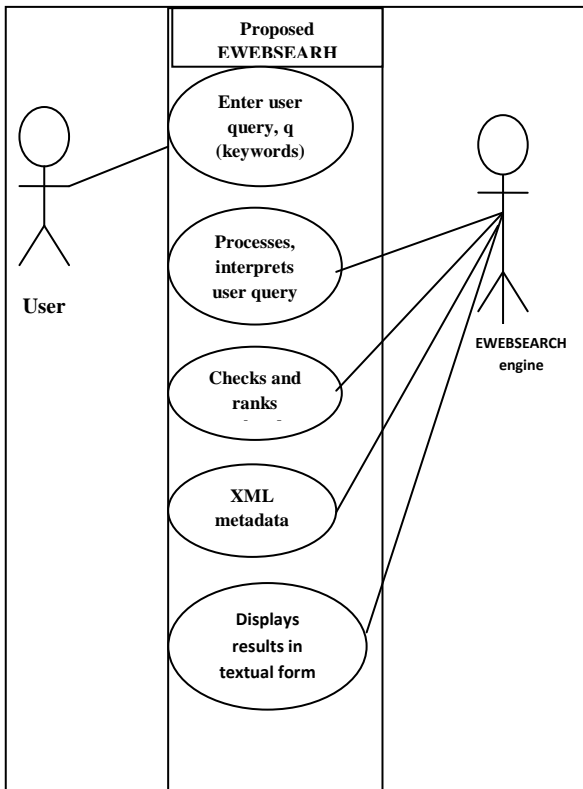 Proposed
EWEBSEARH
Enter user
query, q
(keywords)
Processes,
interprets
user query
User
EWEBSEARCH
engine
Checks and
ranks
XML
metadata
Displays
results in
textual form